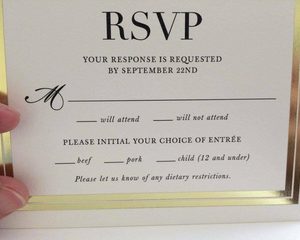 RSVP
YOUR RESPONSE IS REQUESTED
BY SEPTEMBER 22ND
M
will attend will not attend
PLEASE INITIAL YOUR CHOICE OF ENTRÉE
beef pork child (12 and under)
Please let us know of any dietary restrictions.